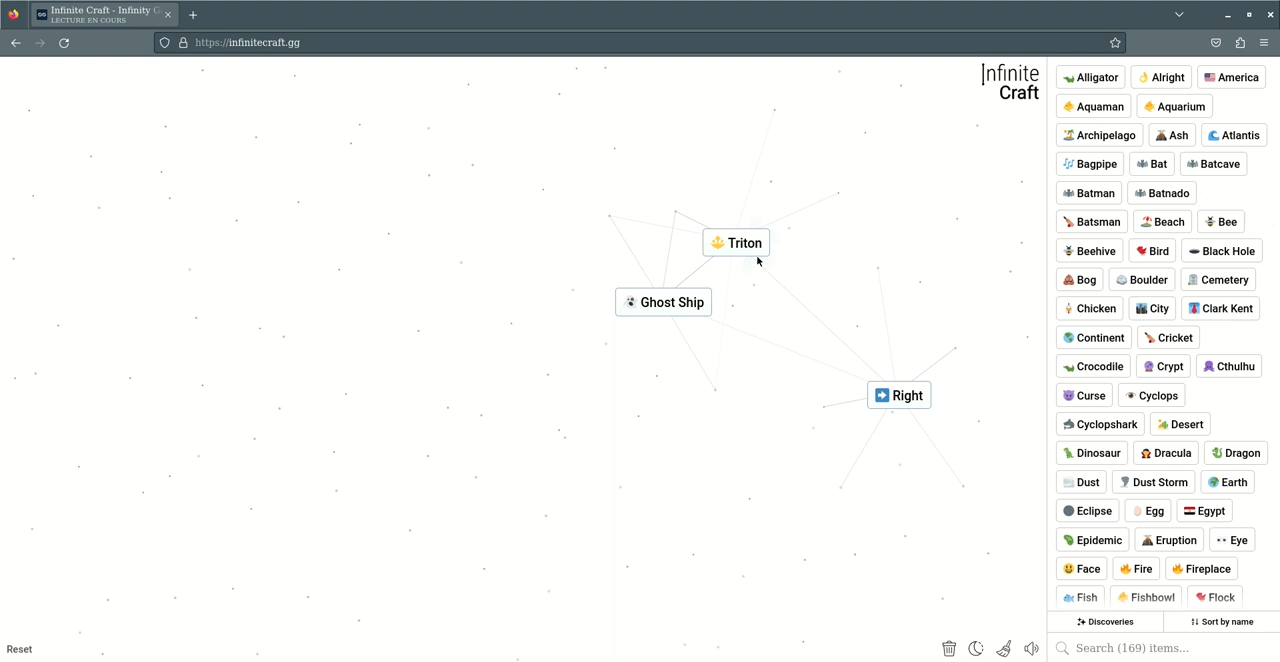 Infinite Craft - Infinity C
LECTURE EN COURS
https://infinitecraft.gg
Infinite
Craft
Triton
Ghost Ship
Right
Reset
Alligator Alright America
Aquaman Aquarium
Archipelago Ash Atlantis
Bagpipe Bat Batcave
Batman Batnado
Batsman Beach Bee
Beehive Bird Black Hole
Bog Boulder Cemetery
Chicken City Clark Kent
Continent Cricket
Crocodile Crypt Cthulhu
Curse Cyclops
Cyclopshark Desert
Dinosaur Dracula Dragon
Dust Dust Storm Earth
Eclipse Egg Egypt
Epidemic Eruption Eye
Face Fire Fireplace
Fish Fishbowl Flock
Discoveries Sort by name
Search (169) items...